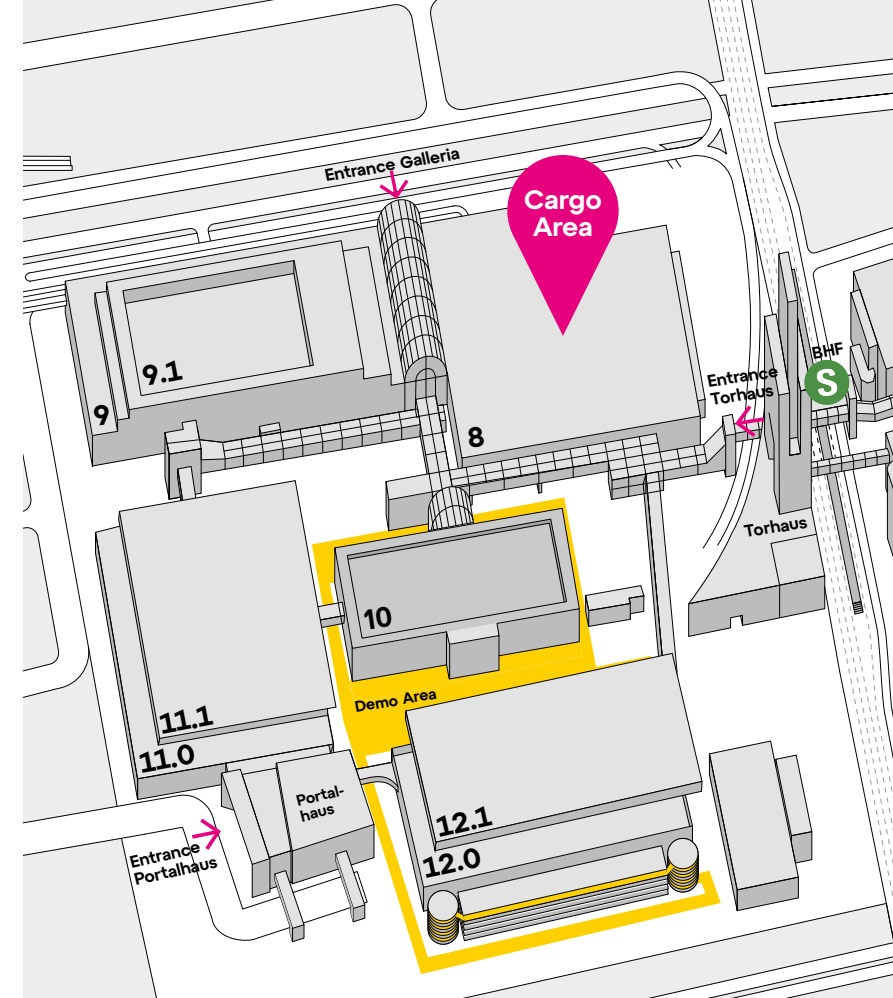 Entrance Galleria
Cargo
Area
BHF
S
9.1
9
Entrance
Torhaus
8
Torhaus
10
Demo Area
11.1
11.0
Portal-
haus
12.1
12.0
Entrance
Portalhaus